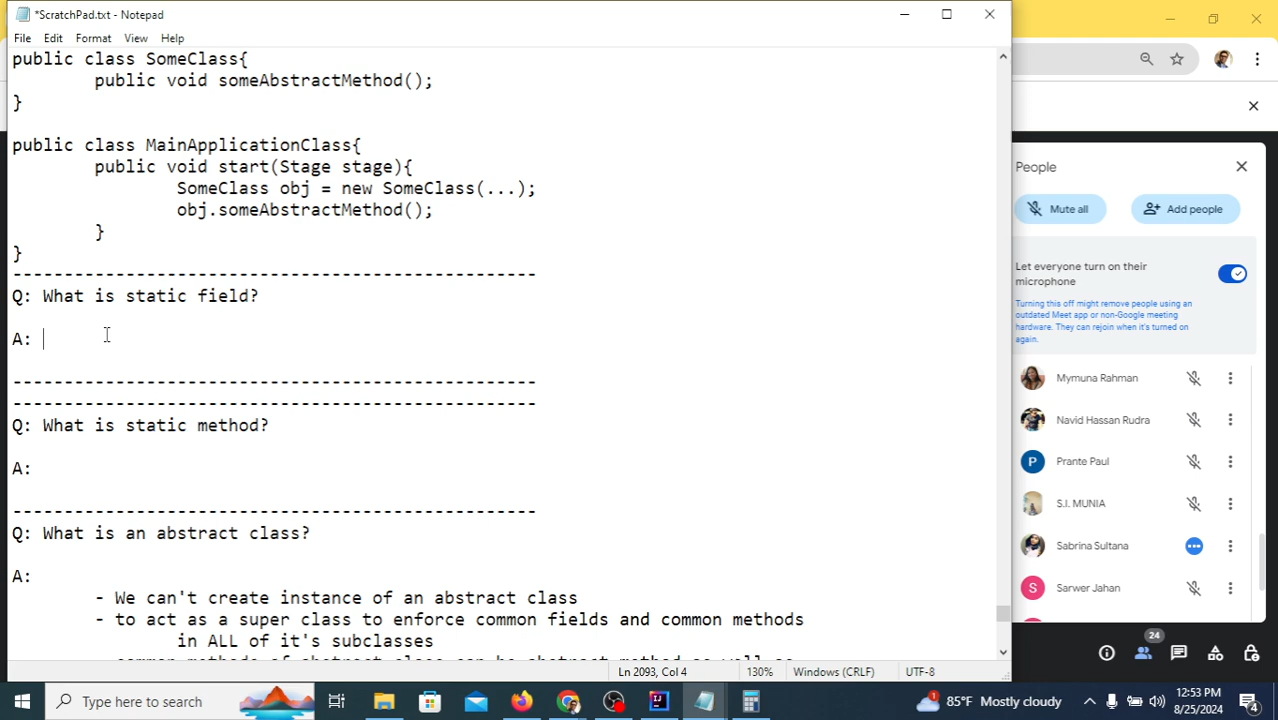 *ScratchPad.txt - Notepad
File Edit Format View Help
public class SomeClass{
public void someAbstractMethod();
}
public class MainApplicationClass{
public void start(Stage stage){
SomeClass obj = new SomeClass(...);
obj.someAbstractMethod();
}
}
---------------------------------------------------
Q: What is static field?
A:
---------------------------------------------------
---------------------------------------------------
Q: What is static method?
A:
---------------------------------------------------
Q: What is an abstract class?
A:
- We can't create instance of an abstract class
- to act as a super class to enforce common fields and common methods
in ALL of it's subclasses
Ln 2093, Col 4
130%
Windows (CRLF)
UTF-8
People
Mute all
Add people
Let everyone turn on their
microphone
Turning this off might remove people using an
outdated Meet app or non-Google meeting
hardware. They can rejoin when it's turned on
again.
Mymuna Rahman
Navid Hassan Rudra
P Prante Paul
S.I. MUNIA
Sabrina Sultana
Sarwer Jahan
24
Type here to search
1
85°F Mostly cloudy
12:53 PM
8/25/2024
4